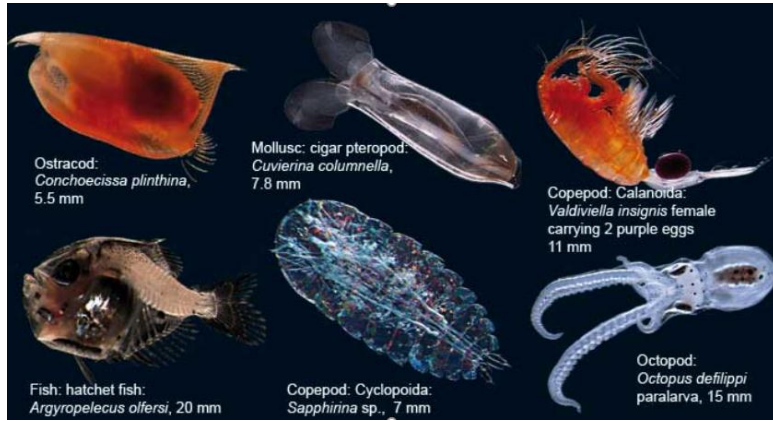 Ostracod:
Conchoecissa plinthina,
5.5 mm
Mollusc: cigar pteropod:
Cuvierina columnella,
7.8 mm
Copepod: Calanoida:
Valdiviella insignis female
carrying 2 purple eggs
11 mm
Fish: hatchet fish:
Argyropelecus olfersi, 20 mm
Copepod: Cyclopoida:
Sapphirina sp., 7 mm
Octopod:
Octopus defilippi
paralarva, 15 mm